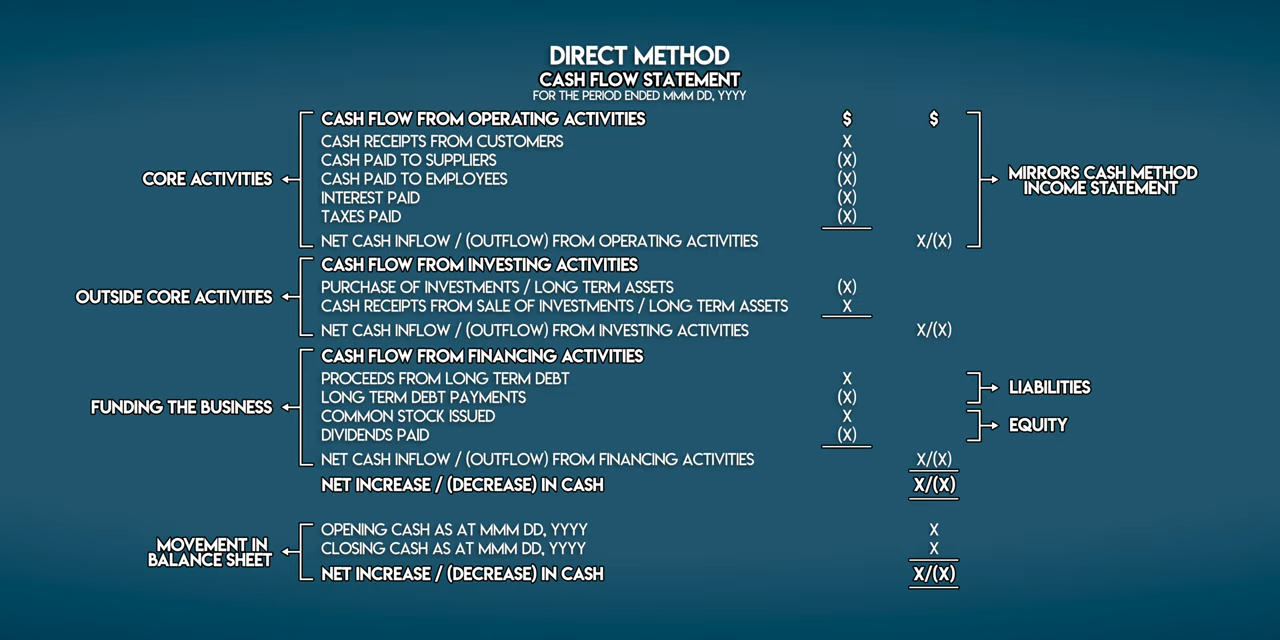 DIRECT METHOD
CASH FLOW STATEMENT
FOR THE PERIOD ENDED MMM DD, YYYY
CASH FLOW FROM OPERATING ACTIVITIES $ $
CASH RECEIPTS FROM CUSTOMERS X
CASH PAID TO SUPPLIERS (X)
CORE ACTIVITIES
CASH PAID TO EMPLOYEES (X)
MIRRORS CASH METHOD
INCOME STATEMENT
INTEREST PAID (X)
TAXES PAID (X)
NET CASH INFLOW / (OUTFLOW) FROM OPERATING ACTIVITIES X/(X)
CASH FLOW FROM INVESTING ACTIVITIES
PURCHASE OF INVESTMENTS / LONG TERM ASSETS (X)
OUTSIDE CORE ACTIVITES
CASH RECEIPTS FROM SALE OF INVESTMENTS / LONG TERM ASSETS X
NET CASH INFLOW / (OUTFLOW) FROM INVESTING ACTIVITIES X/(X)
CASH FLOW FROM FINANCING ACTIVITIES
PROCEEDS FROM LONG TERM DEBT X
LIABILITIES
LONG TERM DEBT PAYMENTS (X)
FUNDING THE BUSINESS
COMMON STOCK ISSUED X
EQUITY
DIVIDENDS PAID (X)
NET CASH INFLOW / (OUTFLOW) FROM FINANCING ACTIVITIES X/(X)
NET INCREASE / (DECREASE) IN CASH X/(X)
OPENING CASH AS AT MMM DD, YYYY X
MOVEMENT IN
BALANCE SHEET
CLOSING CASH AS AT MMM DD, YYYY X
NET INCREASE / (DECREASE) IN CASH X/(X)